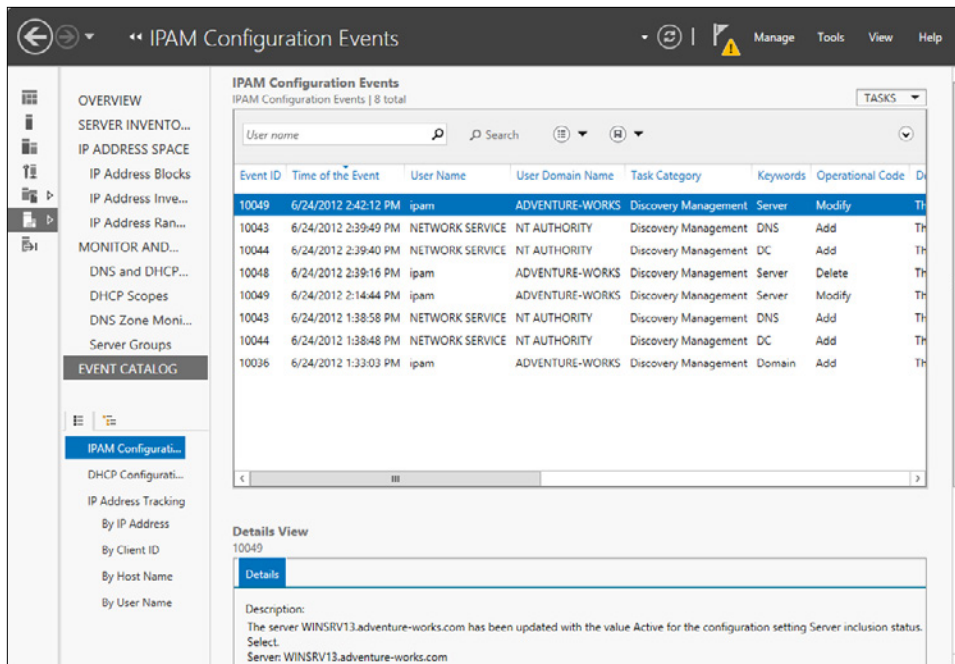 IPAM Configuration Events
Manage Tools View Help
OVERVIEW
SERVER INVENTO...
IP ADDRESS SPACE
IP Address Blocks
IP Address Inve...
IP Address Ran...
MONITOR AND...
DNS and DHCP...
DHCP Scopes
DNS Zone Moni...
Server Groups
EVENT CATALOG
IPAM Configurati...
DHCP Configurati...
IP Address Tracking
By IP Address
By Client ID
By Host Name
By User Name
IPAM Configuration Events
IPAM Configuration Events | 8 total
TASKS
User name
Search
Event ID Time of the Event User Name User Domain Name Task Category Keywords Operational Code De
10049 6/24/2012 2:42:12 PM ipam ADVENTURE-WORKS Discovery Management Server Modify Th
10043 6/24/2012 2:39:49 PM NETWORK SERVICE NT AUTHORITY Discovery Management DNS Add Th
10044 6/24/2012 2:39:40 PM NETWORK SERVICE NT AUTHORITY Discovery Management DC Add Th
10048 6/24/2012 2:39:16 PM ipam ADVENTURE-WORKS Discovery Management Server Delete Th
10049 6/24/2012 2:14:44 PM ipam ADVENTURE-WORKS Discovery Management Server Modify Th
10043 6/24/2012 1:38:58 PM NETWORK SERVICE NT AUTHORITY Discovery Management DNS Add Th
10044 6/24/2012 1:38:48 PM NETWORK SERVICE NT AUTHORITY Discovery Management DC Add Th
10036 6/24/2012 1:33:03 PM ipam ADVENTURE-WORKS Discovery Management Domain Add Th
Details View
10049
Details
Description:
The server WINSRV13.adventure-works.com has been updated with the value Active for the configuration setting Server inclusion status.
Select.
Server: WINSRV13.adventure-works.com